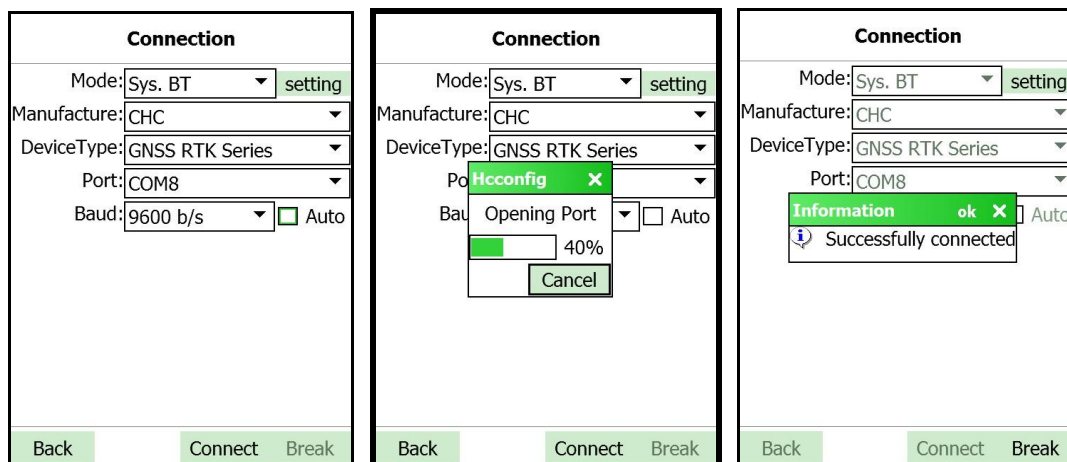 Connection
Mode: Sys. BT setting
Manufacture: CHC
DeviceType: GNSS RTK Series
Port: COM8
Baud: 9600 b/s Auto
Back Connect Break
Connection
Mode: Sys. BT setting
Manufacture: CHC
DeviceType: GNSS RTK Series
Po
Hcconfig
Bau Opening Port Auto
40%
Cancel
Back Connect Break
Connection
Mode: Sys. BT setting
Manufacture: CHC
DeviceType: GNSS RTK Series
Port: COM8
Information ok
Auto
Successfully connected
Back Connect Break